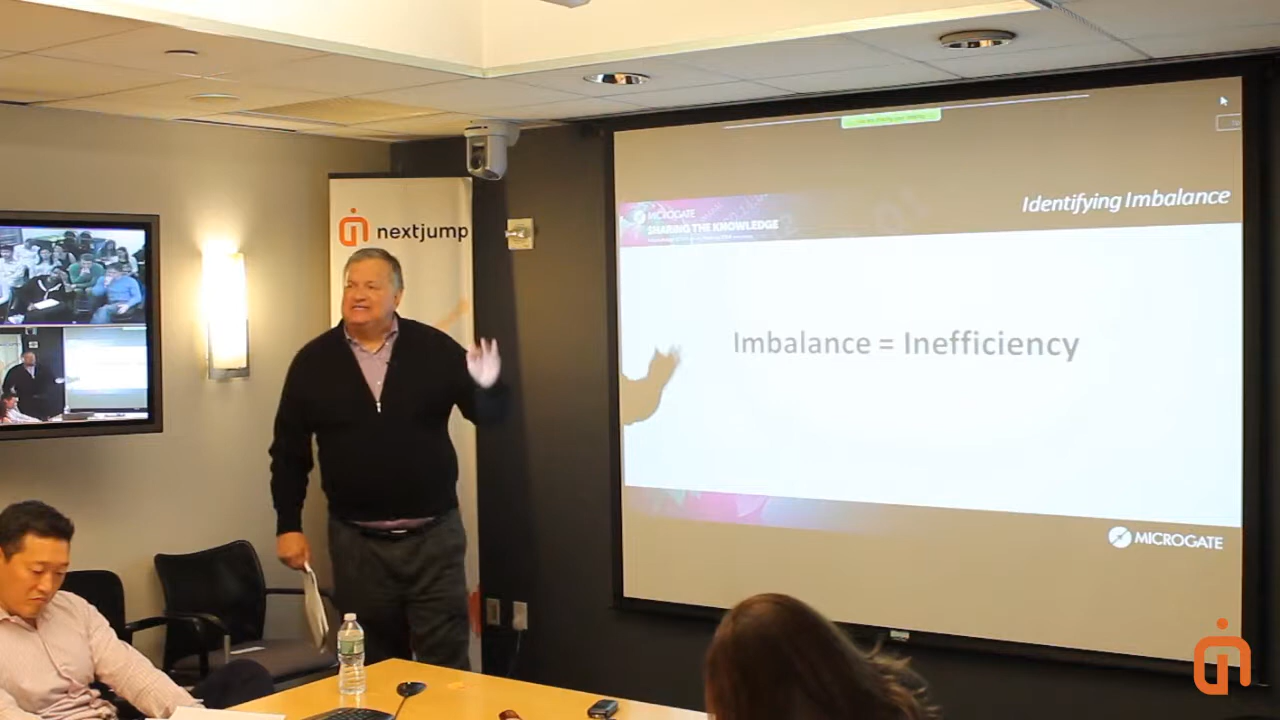 nextjump
Identifying Imbalance
MICROGATE
SHARING THE KNOWLEDGE
Imbalance = Inefficiency
MICROGATE